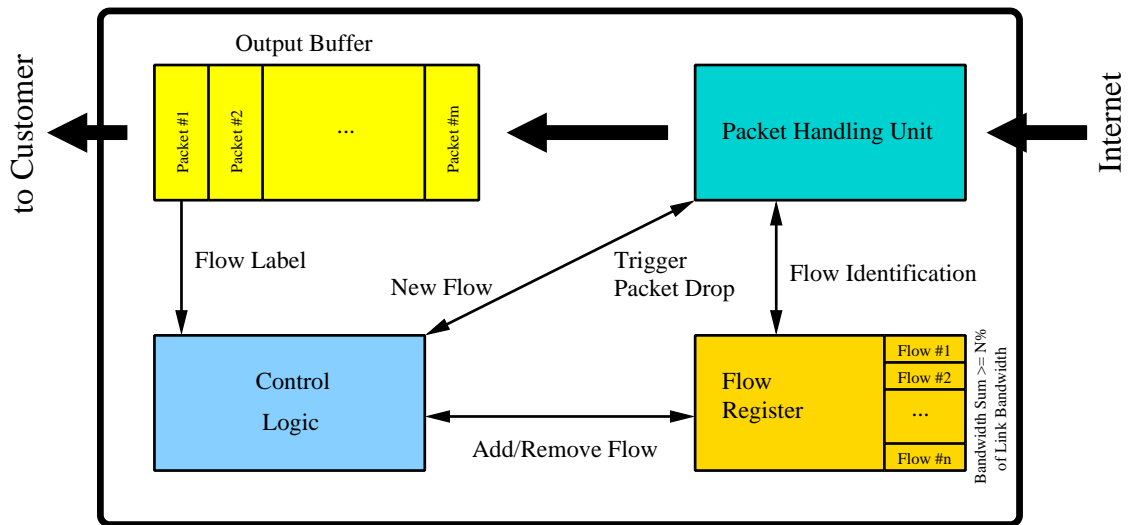 Output Buffer
to Customer
Packet #1
Packet #2
...
Packet #m
Packet Handling Unit
Internet
Flow Label
New Flow
Trigger
Packet Drop
Flow Identification
Control
Logic
Add/Remove Flow
Flow
Register
Flow #1
Flow #2
...
Flow #n
Bandwidth Sum >= N%
of Link Bandwidth